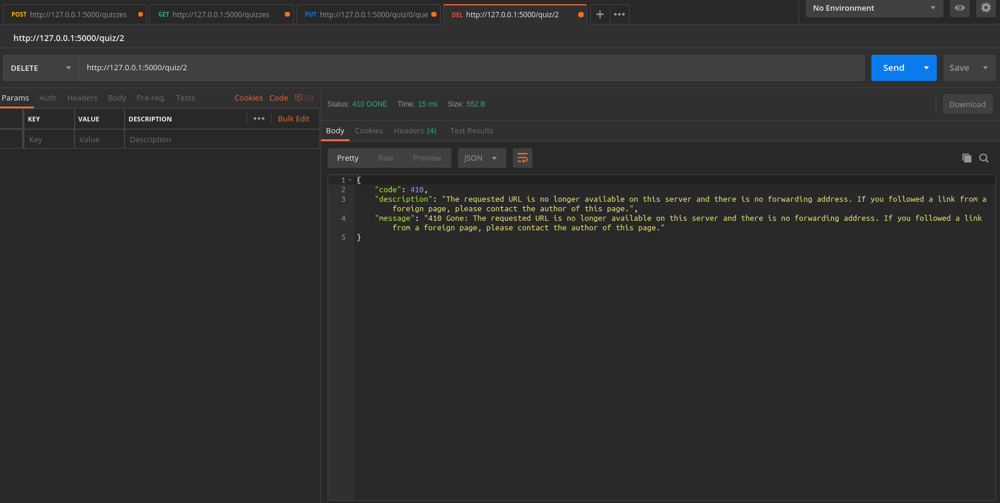 POST http://127.0.0.1:5000/quizzes GET http://127.0.0.1:5000/quizzes PUT http://127.0.0.1:5000/quiz/0/que DEL http://127.0.0.1:5000/quiz/2 + ••• No Environment
http://127.0.0.1:5000/quiz/2
DELETE http://127.0.0.1:5000/quiz/2 Send Save
Params Auth Headers Body Pre-req. Tests Cookies Code (0)
KEY VALUE DESCRIPTION ••• Bulk Edit
Key Value Description
Status: 410 GONE Time: 15 ms Size: 552 B Download
Body Cookies Headers (4) Test Results
Pretty Raw Preview JSON
1 {
2 "code": 410,
3 "description": "The requested URL is no longer available on this server and there is no forwarding address. If you followed a link from a
foreign page, please contact the author of this page.",
4 "message": "410 Gone: The requested URL is no longer available on this server and there is no forwarding address. If you followed a link
from a foreign page, please contact the author of this page."
5 }